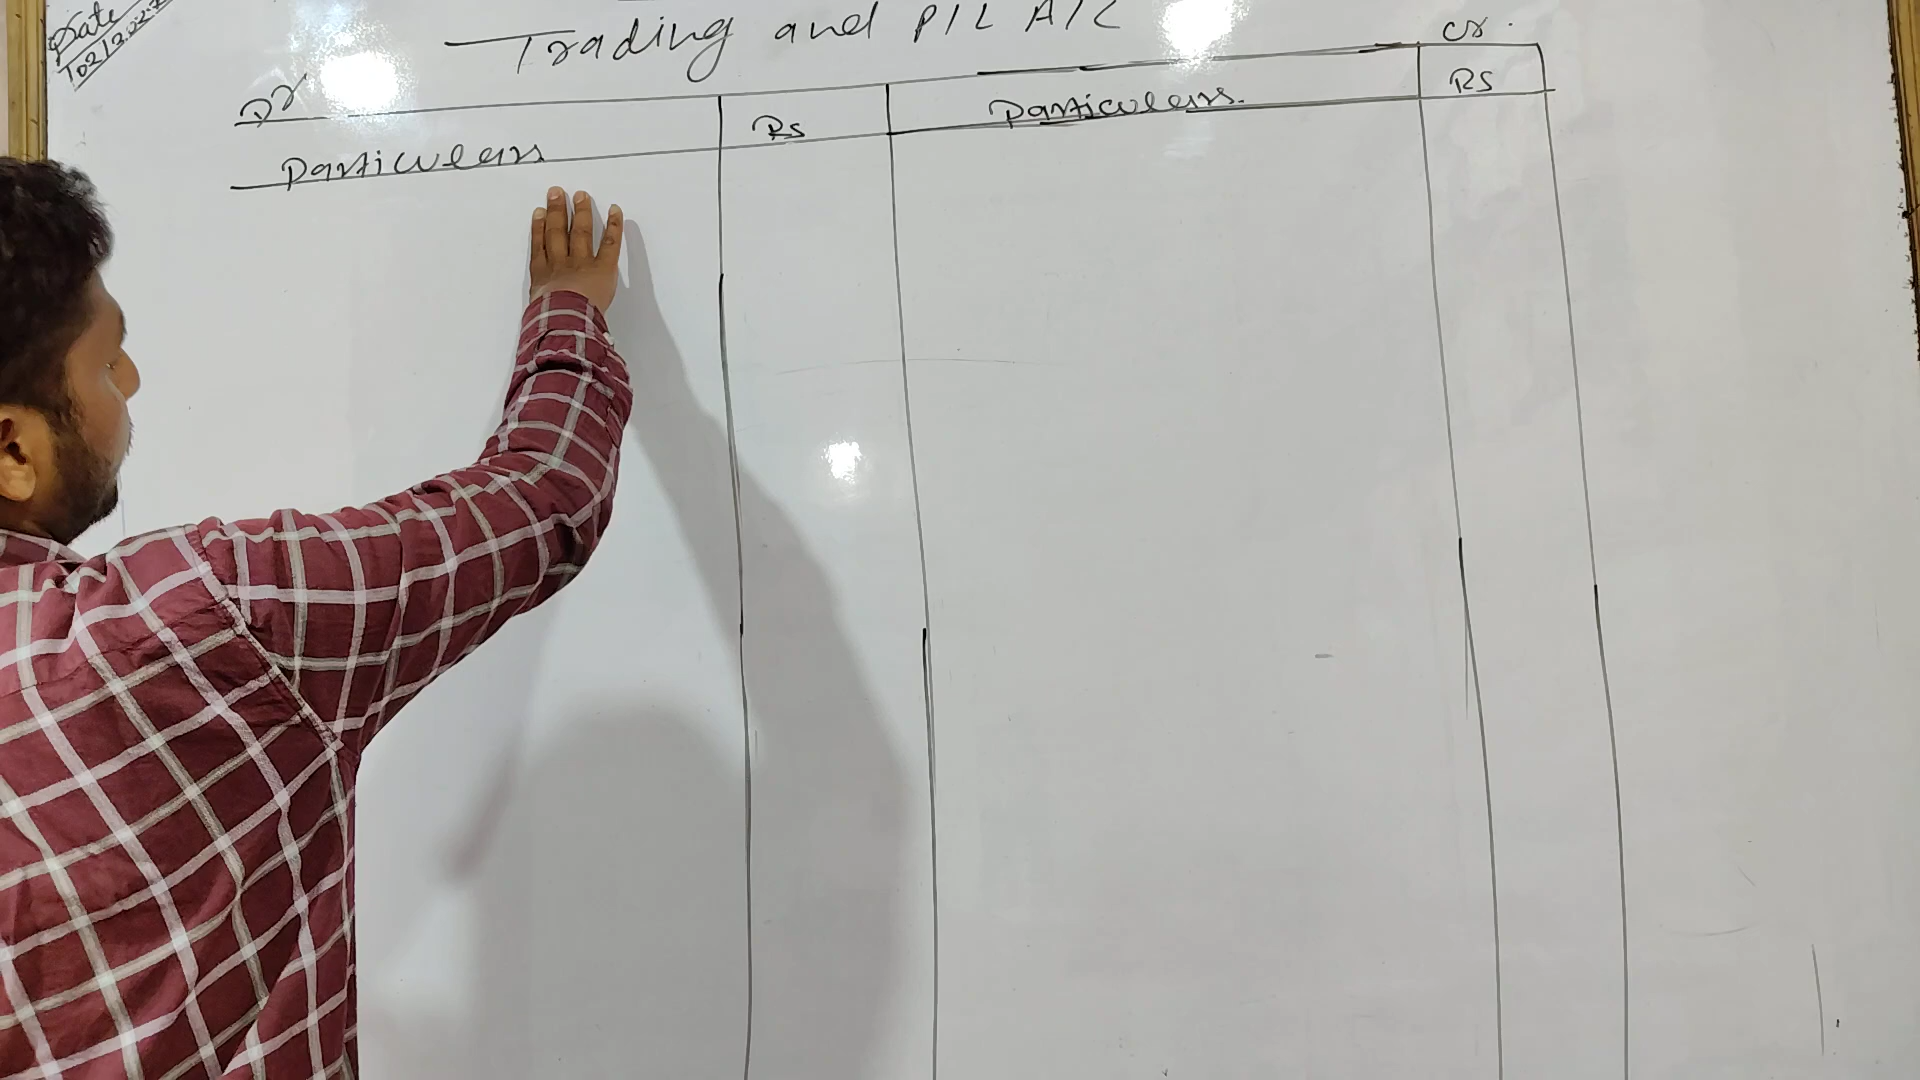 Date
Trading and P/L A/C
Dr
Cr.
Particulars
Rs
Particulars.
Rs